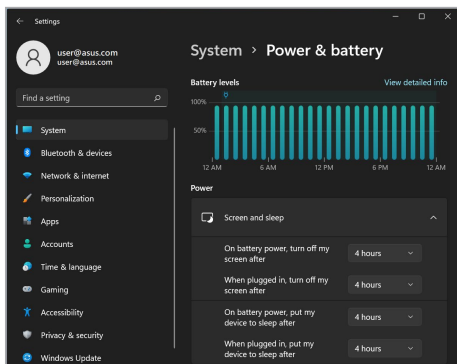 Settings
user@asus.com
user@asus.com
Find a setting
System
Bluetooth & devices
Network & internet
Personalization
Apps
Accounts
Time & language
Gaming
Accessibility
Privacy & security
Windows Update
System > Power & battery
Battery levels
View detailed info
100%
50%
12 AM 6 AM 12 PM 6 PM 12 AM
Power
Screen and sleep
On battery power, turn off my
screen after
4 hours
When plugged in, turn off my
screen after
4 hours
On battery power, put my
device to sleep after
4 hours
When plugged in, put my
device to sleep after
4 hours